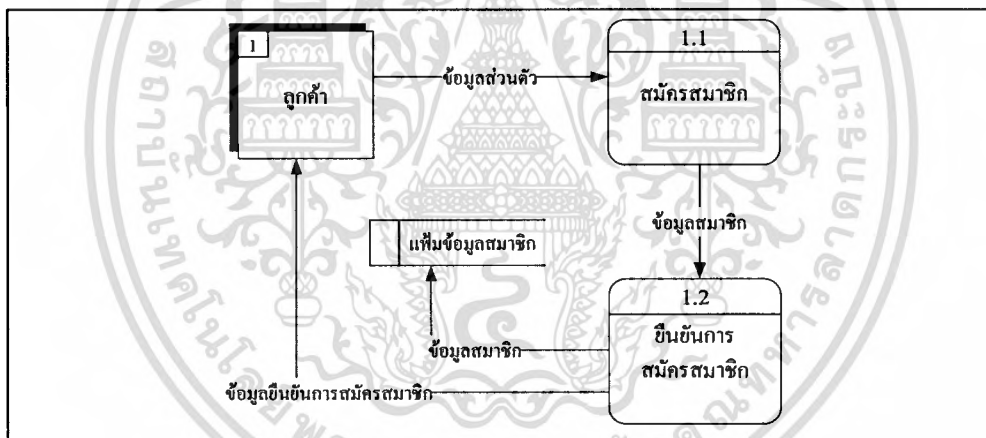 1
ลูกค้า
ข้อมูลส่วนตัว
1.1
สมัครสมาชิก
ข้อมูลสมาชิก
แฟ้มข้อมูลสมาชิก
1.2
ยืนยันการ
สมัครสมาชิก
ข้อมูลสมาชิก
ข้อมูลยืนยันการสมัครสมาชิก